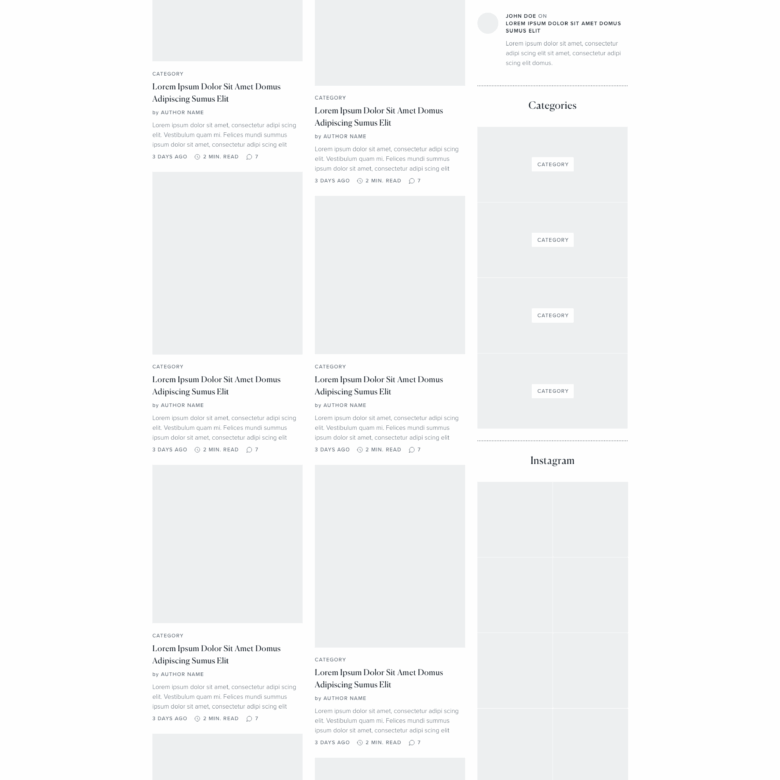 CATEGORY
Lorem Ipsum Dolor Sit Amet Domus
Adipiscing Sumus Elit
by AUTHOR NAME
Lorem ipsum dolor sit amet, consectetur adipi scing
elit. Vestibulum quam mi. Felices mundi summus
ipsum dolor sit amet, consectetur adipi scing elit
3 DAYS AGO 2 MIN. READ 7
CATEGORY
Lorem Ipsum Dolor Sit Amet Domus
Adipiscing Sumus Elit
by AUTHOR NAME
Lorem ipsum dolor sit amet, consectetur adipi scing
elit. Vestibulum quam mi. Felices mundi summus
ipsum dolor sit amet, consectetur adipi scing elit
3 DAYS AGO 2 MIN. READ 7
CATEGORY
Lorem Ipsum Dolor Sit Amet Domus
Adipiscing Sumus Elit
by AUTHOR NAME
Lorem ipsum dolor sit amet, consectetur adipi scing
elit. Vestibulum quam mi. Felices mundi summus
ipsum dolor sit amet, consectetur adipi scing elit
3 DAYS AGO 2 MIN. READ 7
CATEGORY
Lorem Ipsum Dolor Sit Amet Domus
Adipiscing Sumus Elit
by AUTHOR NAME
Lorem ipsum dolor sit amet, consectetur adipi scing
elit. Vestibulum quam mi. Felices mundi summus
ipsum dolor sit amet, consectetur adipi scing elit
3 DAYS AGO 2 MIN. READ 7
CATEGORY
Lorem Ipsum Dolor Sit Amet Domus
Adipiscing Sumus Elit
by AUTHOR NAME
Lorem ipsum dolor sit amet, consectetur adipi scing
elit. Vestibulum quam mi. Felices mundi summus
ipsum dolor sit amet, consectetur adipi scing elit
3 DAYS AGO 2 MIN. READ 7
CATEGORY
Lorem Ipsum Dolor Sit Amet Domus
Adipiscing Sumus Elit
by AUTHOR NAME
Lorem ipsum dolor sit amet, consectetur adipi scing
elit. Vestibulum quam mi. Felices mundi summus
ipsum dolor sit amet, consectetur adipi scing elit
3 DAYS AGO 2 MIN. READ 7
JOHN DOE ON
LOREM IPSUM DOLOR SIT AMET DOMUS
SUMUS ELIT
Lorem ipsum dolor sit amet, consectetur
adipi scing elit sit amet, consectetur adipi
scing elit domus.
Categories
CATEGORY
CATEGORY
CATEGORY
CATEGORY
Instagram